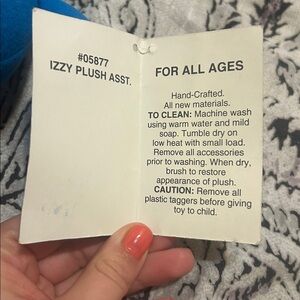 #05877
IZZY PLUSH ASST.
FOR ALL AGES
Hand-Crafted.
All new materials.
TO CLEAN: Machine wash
using warm water and mild
soap. Tumble dry on
low heat with small load.
Remove all accessories
prior to washing. When dry,
brush to restore
appearance of plush.
CAUTION: Remove all
plastic taggers before giving
toy to child.